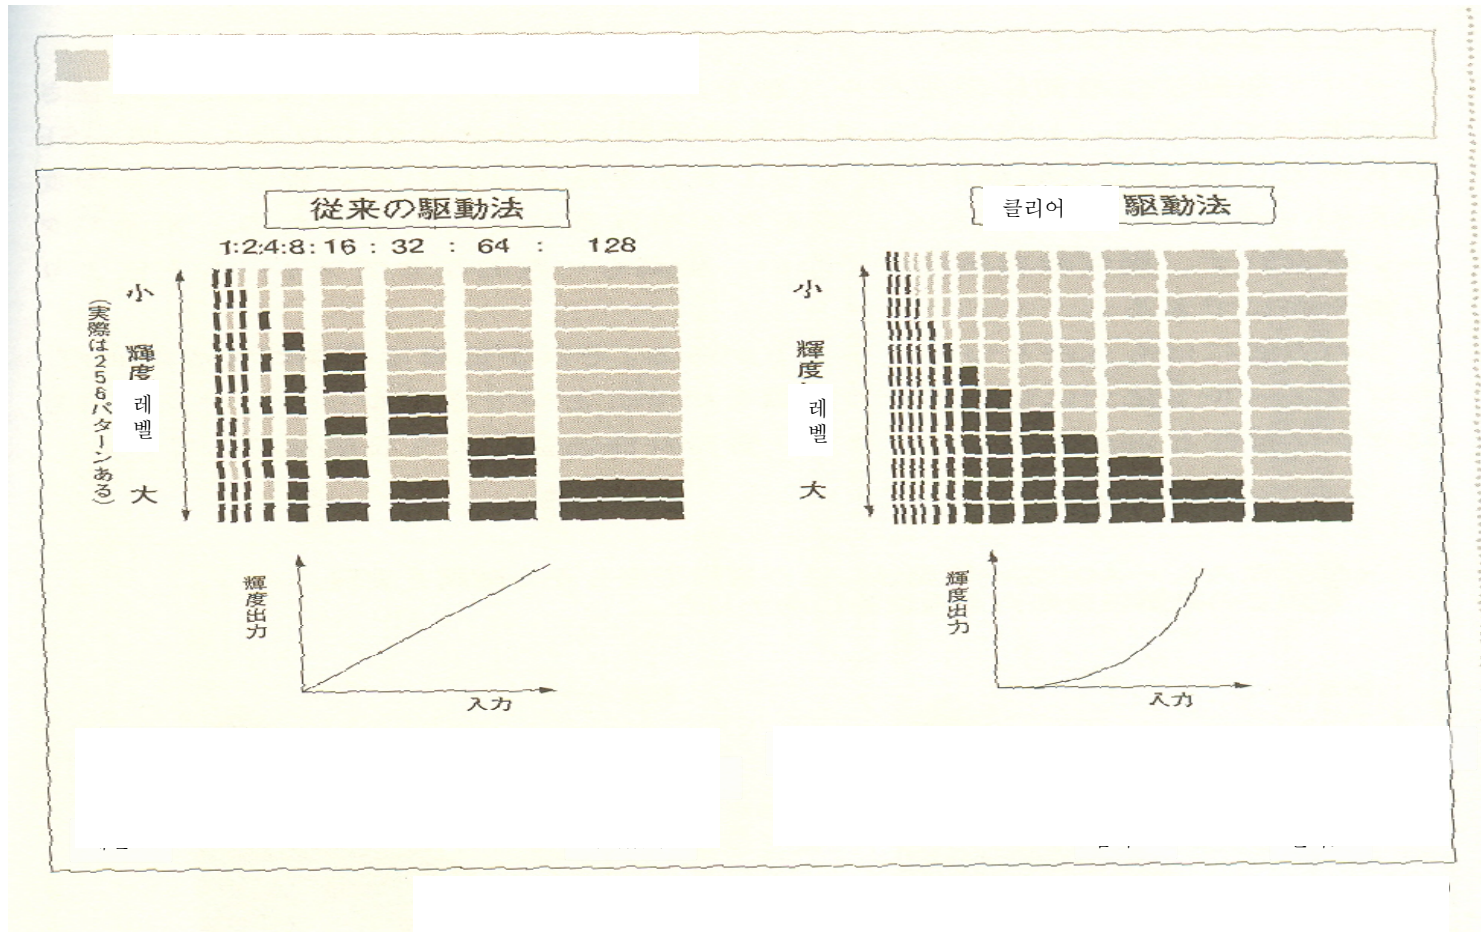 従来の駆動法
1:2:4:8:16 : 32 : 64 : 128
小
輝度
레
벨
大
(実際は256パターンある)
輝度出力
入力
클리어 駆動法
小
輝度
레
벨
大
輝度出力
入力